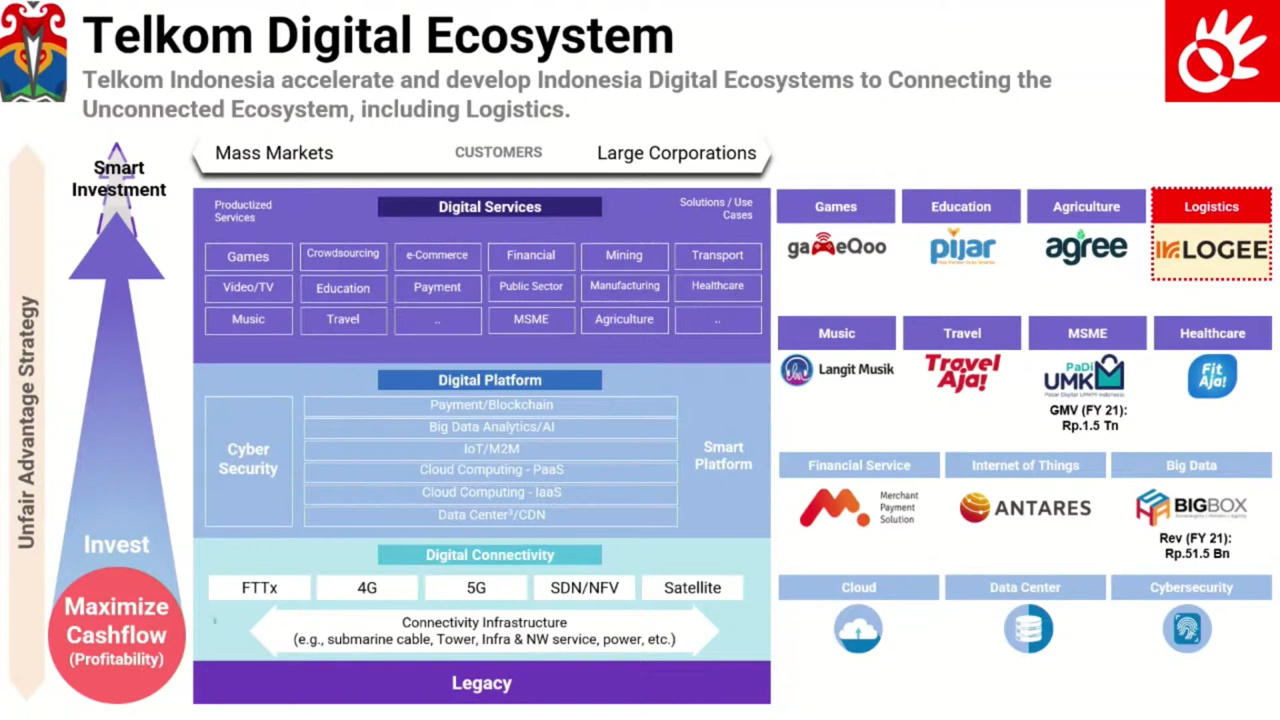 Telkom Digital Ecosystem
Telkom Indonesia accelerate and develop Indonesia Digital Ecosystems to Connecting the
Unconnected Ecosystem, including Logistics.
Unfair Advantage Strategy
Smart
Investment
Invest
Maximize
Cashflow
(Profitability)
Mass Markets
CUSTOMERS
Large Corporations
Productized
Services
Digital Services
Solutions / Use
Cases
Games
Crowdsourcing
e-Commerce
Financial
Mining
Transport
Video/TV
Education
Payment
Public Sector
Manufacturing
Healthcare
Music
Travel
..
MSME
Agriculture
..
Digital Platform
Cyber
Security
Payment/Blockchain
Big Data Analytics/AI
IoT/M2M
Cloud Computing - PaaS
Cloud Computing - IaaS
Data Center³/CDN
Smart
Platform
Digital Connectivity
FTTx
4G
5G
SDN/NFV
Satellite
Connectivity Infrastructure
(e.g., submarine cable, Tower, Infra & NW service, power, etc.)
Legacy
Games
Education
Agriculture
Logistics
gameQoo
pijar
agree
LOGEE
Music
Travel
MSME
Healthcare
Langit Musik
Travel
Aja!
PaDi
UMK
Pasar Digital UMKM Indonesia
Fit
Aja!
GMV (FY 21):
Rp.1.5 Tn
Financial Service
Internet of Things
Big Data
Merchant
Payment
Solution
ANTARES
BIGBOX
Rev (FY 21):
Rp.51.5 Bn
Cloud
Data Center
Cybersecurity